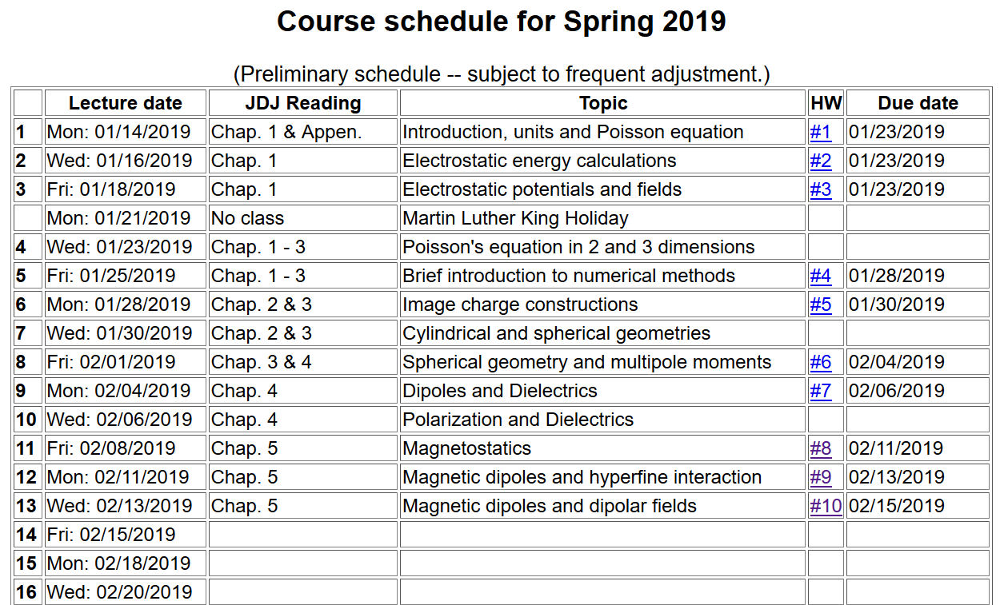 Course schedule for Spring 2019
(Preliminary schedule -- subject to frequent adjustment.)
Lecture date JDJ Reading Topic HW Due date
1 Mon: 01/14/2019 Chap. 1 & Appen. Introduction, units and Poisson equation #1 01/23/2019
2 Wed: 01/16/2019 Chap. 1 Electrostatic energy calculations #2 01/23/2019
3 Fri: 01/18/2019 Chap. 1 Electrostatic potentials and fields #3 01/23/2019
Mon: 01/21/2019 No class Martin Luther King Holiday
4 Wed: 01/23/2019 Chap. 1 - 3 Poisson's equation in 2 and 3 dimensions
5 Fri: 01/25/2019 Chap. 1 - 3 Brief introduction to numerical methods #4 01/28/2019
6 Mon: 01/28/2019 Chap. 2 & 3 Image charge constructions #5 01/30/2019
7 Wed: 01/30/2019 Chap. 2 & 3 Cylindrical and spherical geometries
8 Fri: 02/01/2019 Chap. 3 & 4 Spherical geometry and multipole moments #6 02/04/2019
9 Mon: 02/04/2019 Chap. 4 Dipoles and Dielectrics #7 02/06/2019
10 Wed: 02/06/2019 Chap. 4 Polarization and Dielectrics
11 Fri: 02/08/2019 Chap. 5 Magnetostatics #8 02/11/2019
12 Mon: 02/11/2019 Chap. 5 Magnetic dipoles and hyperfine interaction #9 02/13/2019
13 Wed: 02/13/2019 Chap. 5 Magnetic dipoles and dipolar fields #10 02/15/2019
14 Fri: 02/15/2019
15 Mon: 02/18/2019
16 Wed: 02/20/2019